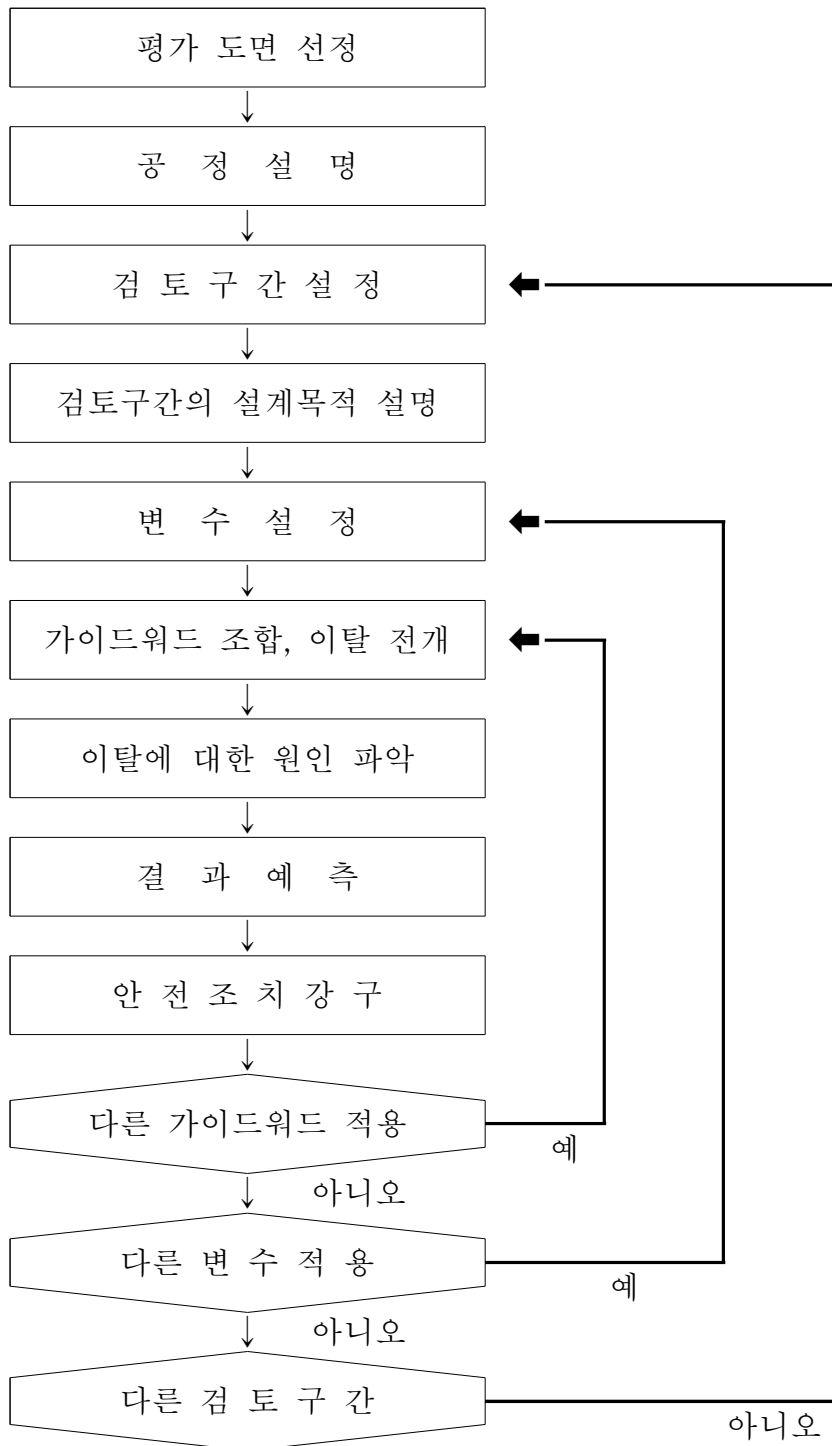 평가 도면 선정
공 정 설 명
검 토 구 간 설 정
검토구간의 설계목적 설명
변 수 설 정
가이드워드 조합, 이탈 전개
이탈에 대한 원인 파악
결 과 예 측
안 전 조 치 강 구
다른 가이드워드 적용
예
아니오
다른 변 수 적 용
예
아니오
다른 검 토 구 간
아니오